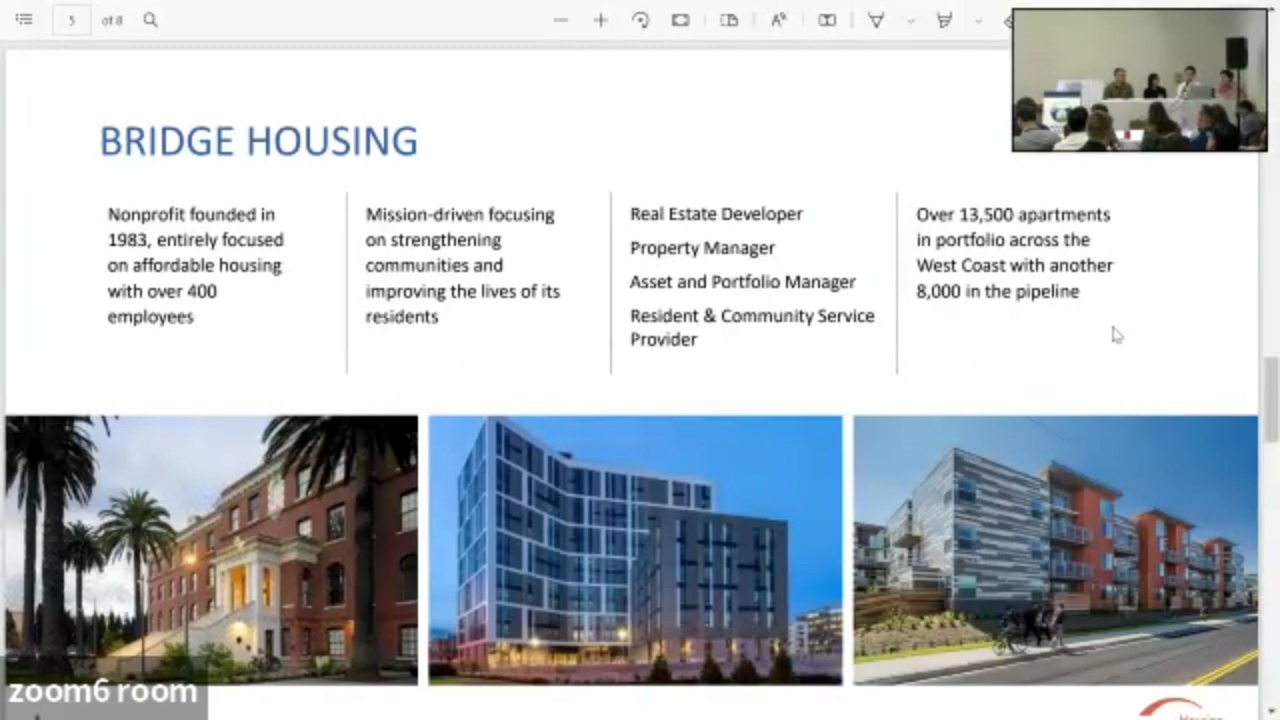 5 of 8
BRIDGE HOUSING
Nonprofit founded in
1983, entirely focused
on affordable housing
with over 400
employees
Mission-driven focusing
on strengthening
communities and
improving the lives of its
residents
Real Estate Developer
Property Manager
Asset and Portfolio Manager
Resident & Community Service
Provider
Over 13,500 apartments
in portfolio across the
West Coast with another
8,000 in the pipeline
zoom6 room
Housing